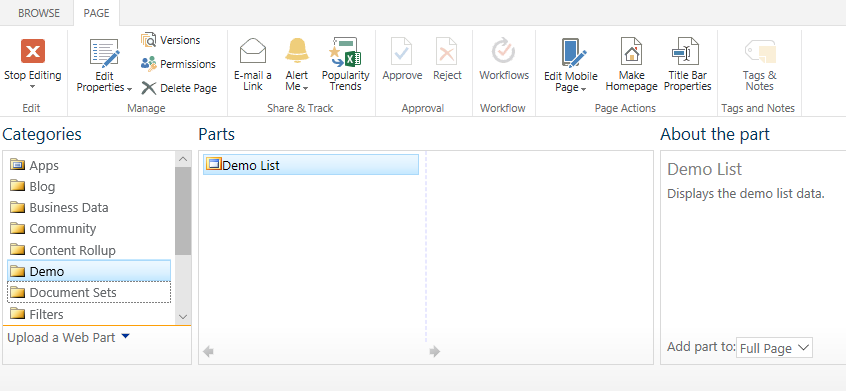 BROWSE
PAGE
Stop Editing
Edit Properties
Versions
Permissions
Delete Page
E-mail a Link
Alert Me
Popularity Trends
Approve
Reject
Workflows
Edit Mobile Page
Make Homepage
Title Bar Properties
Tags & Notes
Edit
Manage
Share & Track
Approval
Workflow
Page Actions
Tags and Notes
Categories
Apps
Blog
Business Data
Community
Content Rollup
Demo
Document Sets
Filters
Upload a Web Part
Parts
Demo List
About the part
Demo List
Displays the demo list data.
Add part to: Full Page